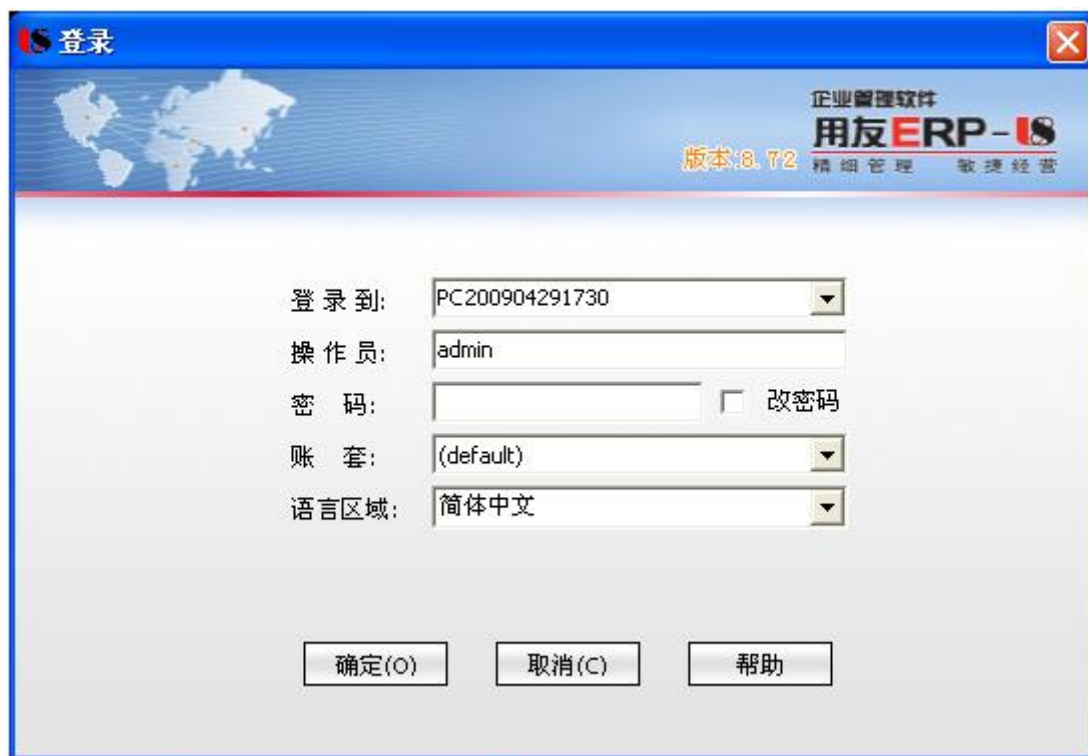 U8 登录
企业管理软件
用友ERP-U8
版本:8.72
精细管理 敏捷经营
登录到: PC200904291730
操作员: admin
密 码: 改密码
账 套: (default)
语言区域: 简体中文
确定(O) 取消(C) 帮助